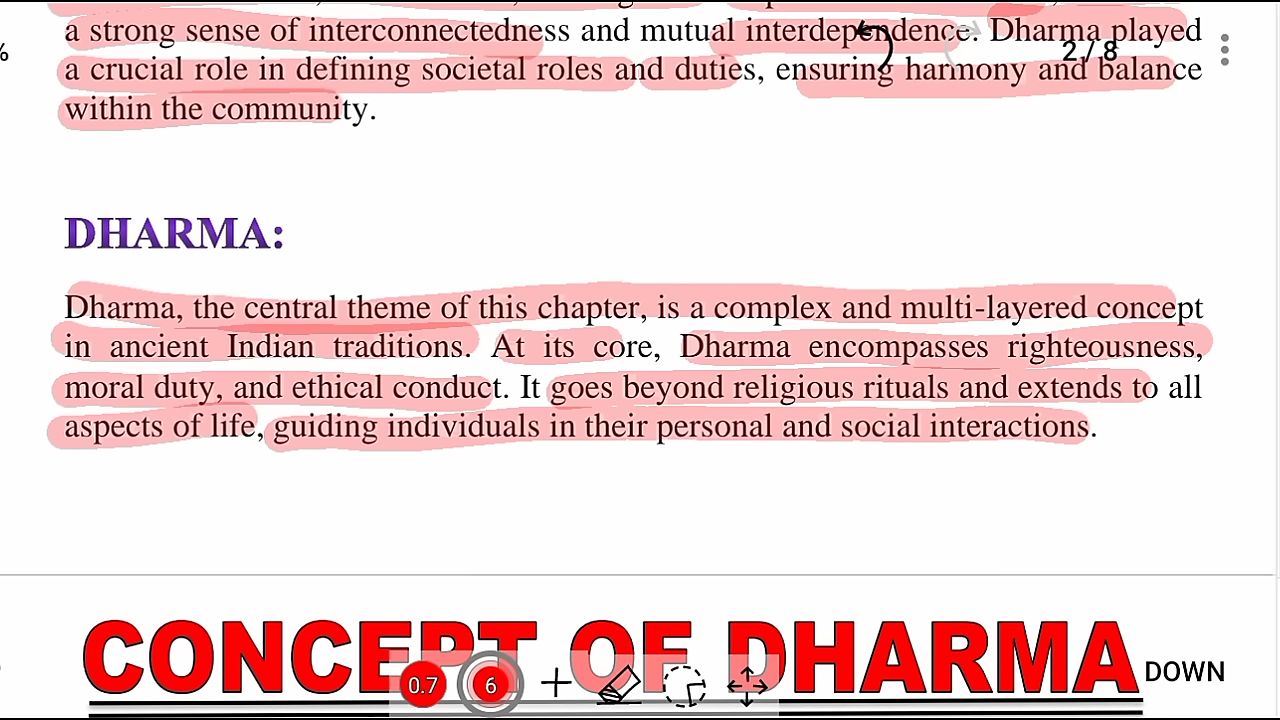 a strong sense of interconnectedness and mutual interdependence. Dharma played
2 / 8
%
a crucial role in defining societal roles and duties, ensuring harmony and balance
within the community.
DHARMA:
Dharma, the central theme of this chapter, is a complex and multi-layered concept
in ancient Indian traditions. At its core, Dharma encompasses righteousness,
moral duty, and ethical conduct. It goes beyond religious rituals and extends to all
aspects of life, guiding individuals in their personal and social interactions.
CONCEPT OF DHARMA
DOWN
0.7
6